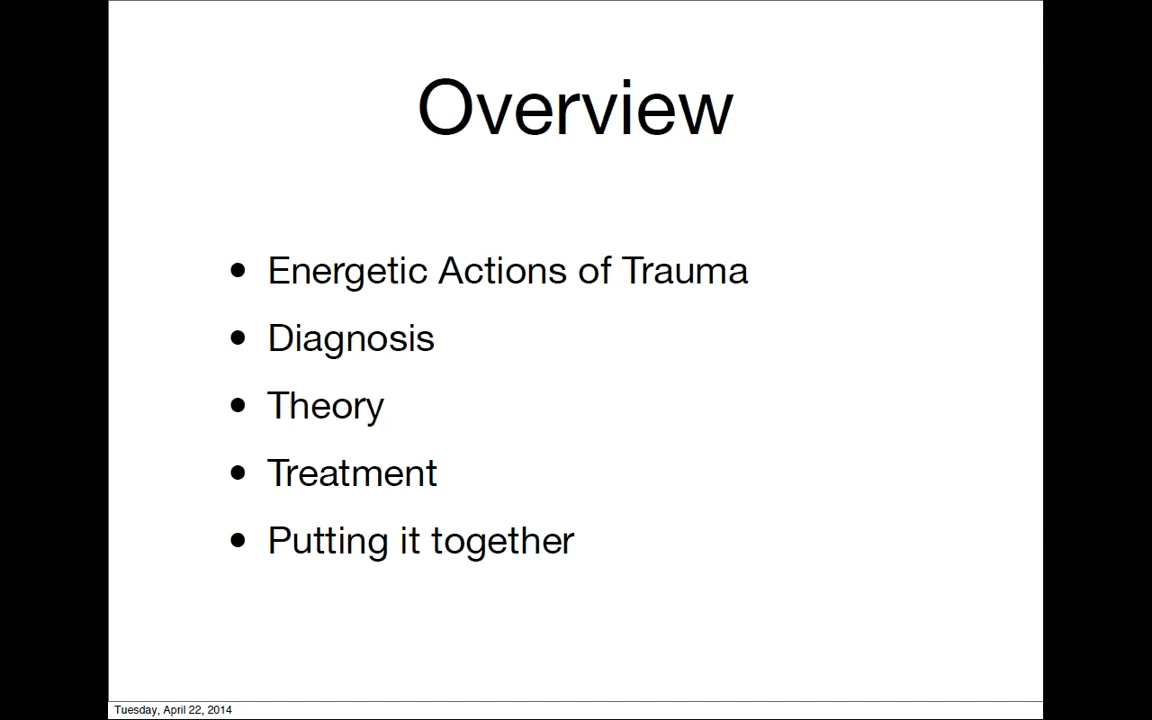 Overview
• Energetic Actions of Trauma
• Diagnosis
• Theory
• Treatment
• Putting it together
Tuesday, April 22, 2014